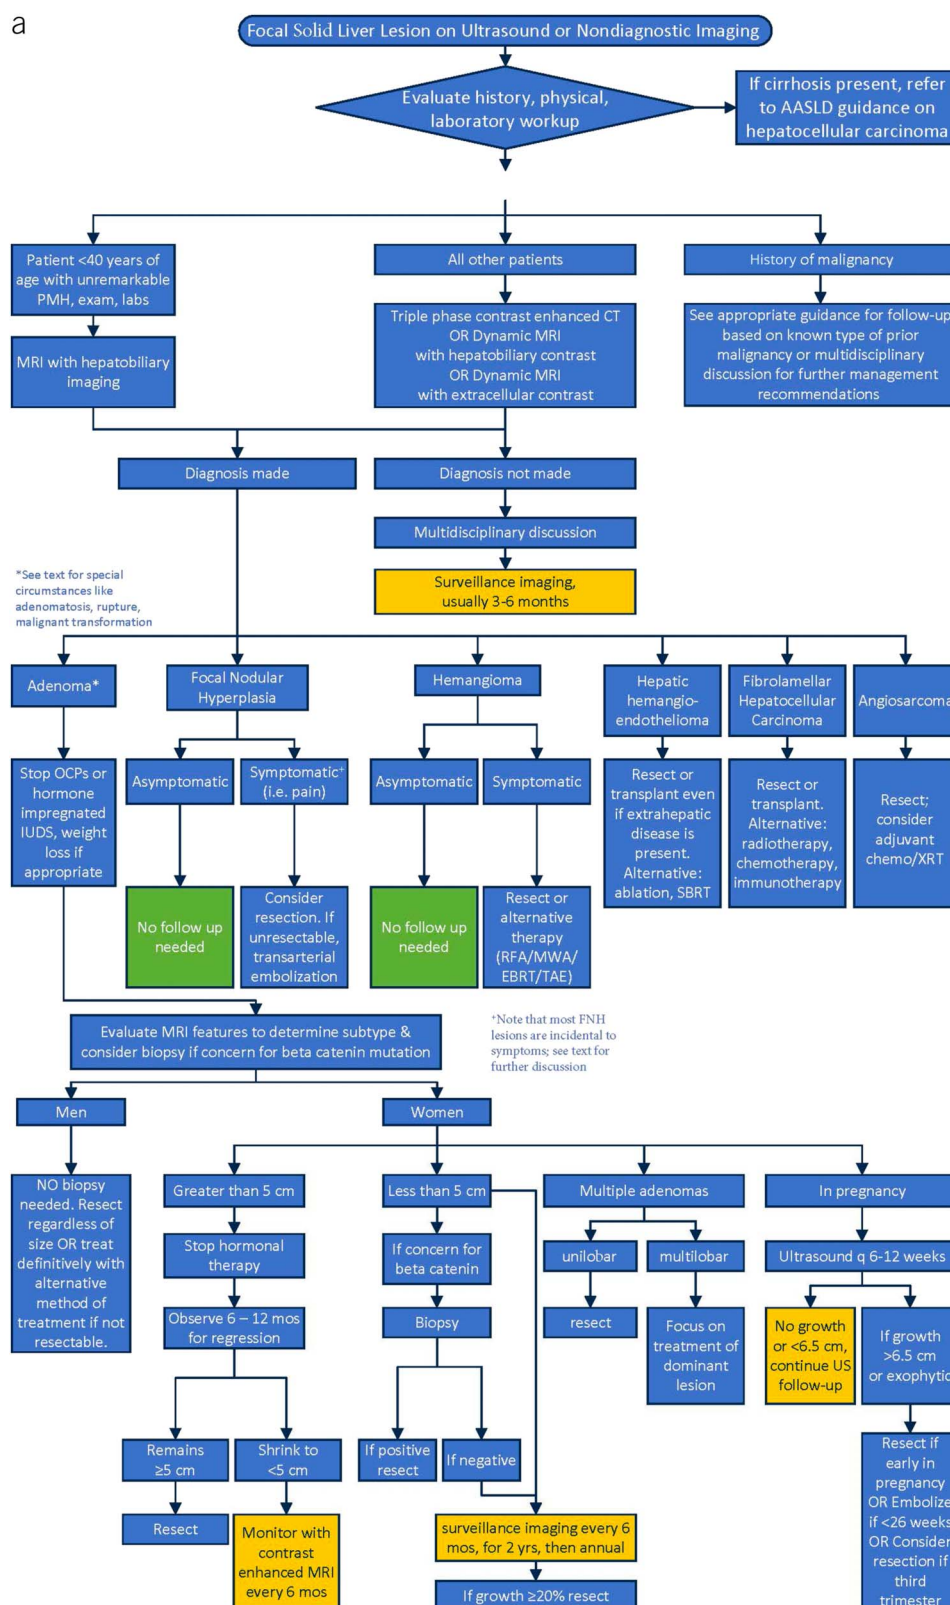 a
Focal Solid Liver Lesion on Ultrasound or Nondiagnostic Imaging
Evaluate history, physical,
laboratory workup
If cirrhosis present, refer
to AASLD guidance on
hepatocellular carcinoma
Patient <40 years of
age with unremarkable
PMH, exam, labs
All other patients
History of malignancy
MRI with hepatobiliary
imaging
Triple phase contrast enhanced CT
OR Dynamic MRI
with hepatobiliary contrast
OR Dynamic MRI
with extracellular contrast
See appropriate guidance for follow-up
based on known type of prior
malignancy or multidisciplinary
discussion for further management
recommendations
Diagnosis made
Diagnosis not made
Multidisciplinary discussion
Surveillance imaging,
usually 3-6 months
*See text for special
circumstances like
adenomatosis, rupture,
malignant transformation
Adenoma*
Focal Nodular
Hyperplasia
Hemangioma
Hepatic
hemangio-
endothelioma
Fibrolamellar
Hepatocellular
Carcinoma
Angiosarcoma
Stop OCPs or
hormone
impregnated
IUDS, weight
loss if
appropriate
Asymptomatic
Symptomatic⁺
(i.e. pain)
Asymptomatic
Symptomatic
Resect or
transplant even
if extrahepatic
disease is
present.
Alternative:
ablation, SBRT
Resect or
transplant.
Alternative:
radiotherapy,
chemotherapy,
immunotherapy
Resect;
consider
adjuvant
chemo/XRT
No follow up
needed
Consider
resection. If
unresectable,
transarterial
embolization
No follow up
needed
Resect or
alternative
therapy
(RFA/MWA/
EBRT/TAE)
Evaluate MRI features to determine subtype &
consider biopsy if concern for beta catenin mutation
⁺Note that most FNH
lesions are incidental to
symptoms; see text for
further discussion
Men
Women
NO biopsy
needed. Resect
regardless of
size OR treat
definitively with
alternative
method of
treatment if not
resectable.
Greater than 5 cm
Less than 5 cm
Multiple adenomas
In pregnancy
Stop hormonal
therapy
If concern for
beta catenin
unilobar
multilobar
Ultrasound q 6-12 weeks
Observe 6 – 12 mos
for regression
Biopsy
resect
Focus on
treatment of
dominant
lesion
No growth
or <6.5 cm,
continue US
follow-up
If growth
>6.5 cm
or exophytic
Remains
≥5 cm
Shrink to
<5 cm
If positive
resect
If negative
Resect if
early in
pregnancy
OR Embolize
if <26 weeks
OR Consider
resection if
third
trimester
Resect
Monitor with
contrast
enhanced MRI
every 6 mos
surveillance imaging every 6
mos, for 2 yrs, then annual
If growth ≥20% resect